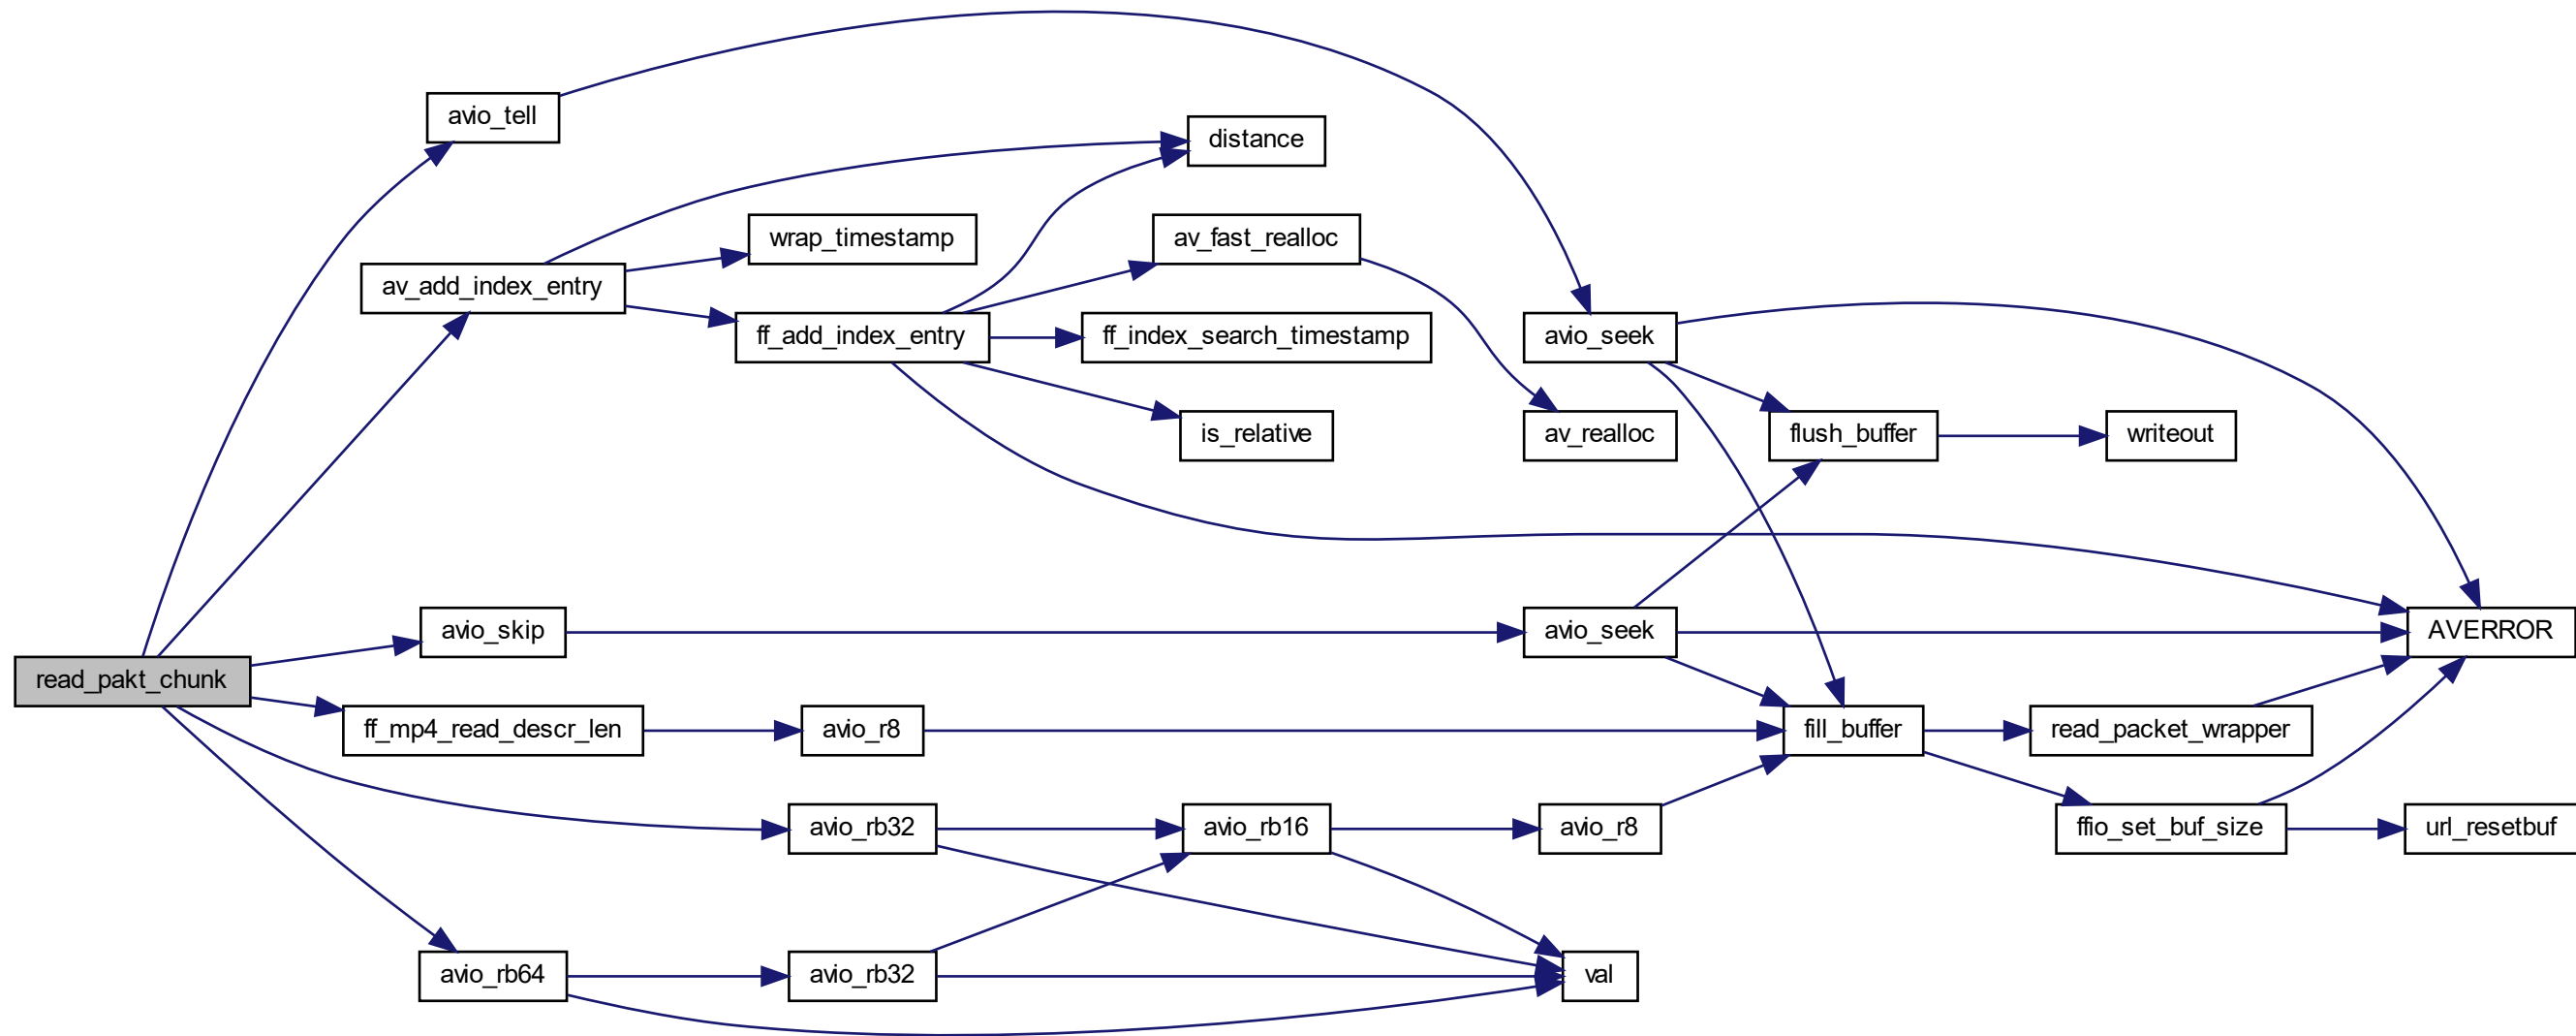 avio_tell
distance
wrap_timestamp
av_fast_realloc
av_add_index_entry
ff_add_index_entry
ff_index_search_timestamp
avio_seek
is_relative
av_realloc
flush_buffer
writeout
avio_skip
avio_seek
AVERROR
read_pakt_chunk
ff_mp4_read_descr_len
avio_r8
fill_buffer
read_packet_wrapper
avio_rb32
avio_rb16
avio_r8
ffio_set_buf_size
url_resetbuf
avio_rb64
avio_rb32
val